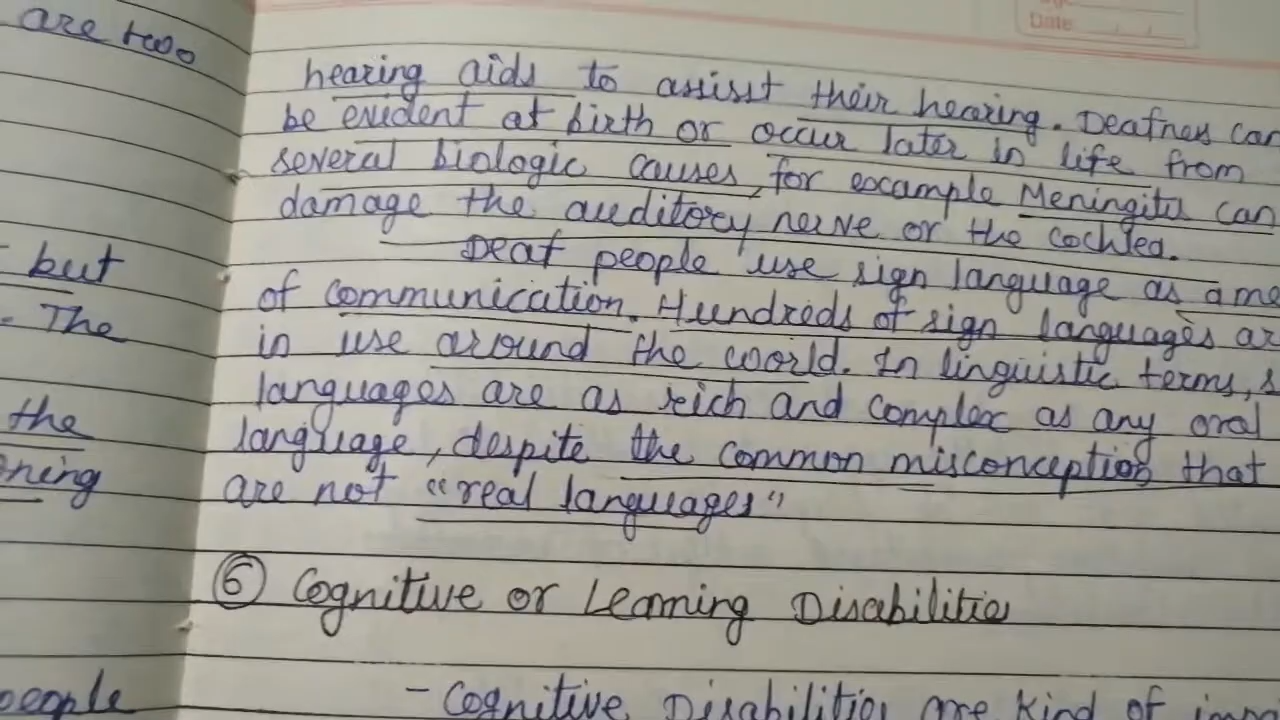 are two
but
The
the
ning
people
Date
hearing aids to assisst their hearing. Deafness can
be evident at birth or occur later in life from
several biologic causes, for example Meningitis can
damage the auditory nerve or the cochlea.
Deaf people use sign language as a me
of communication. Hundreds of sign languages ar
in use around the world. In linguistic terms, s
languages are as rich and complex as any oral
language, despite the common misconception that
are not "real languages"
⑥ Cognitive or Learning Disabilities
- Cognitive Disabilities are kind of impa